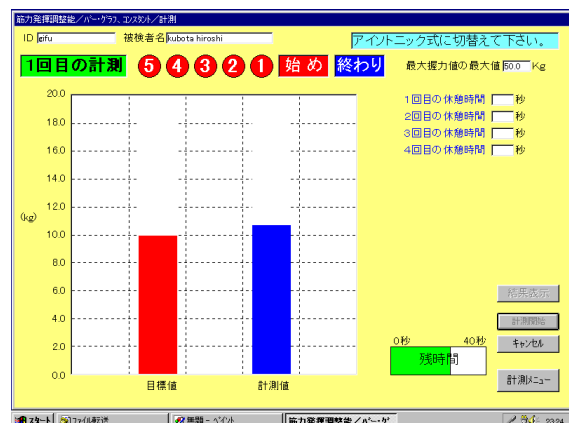 筋力発揮調整能／バｰ･グラフ、コンスタント／計測
ID gifu 被検者名 kubota hiroshi
アイソトニック式に切替えて下さい。
1回目の計測 5 4 3 2 1 始め 終わり 最大握力値の最大値 50.0 Kg
1回目の休憩時間 秒
2回目の休憩時間 秒
3回目の休憩時間 秒
4回目の休憩時間 秒
20.0
18.0
16.0
14.0
12.0
(kg)
10.0
8.0
6.0
4.0
2.0
0.0
目標値 計測値
結果表示
計測開始
0秒 40秒
残時間
キャンセル
計測メニュー
スタート ファイル転送 無題 - ペイント 筋力発揮調整能／バｰ･グ 23:24